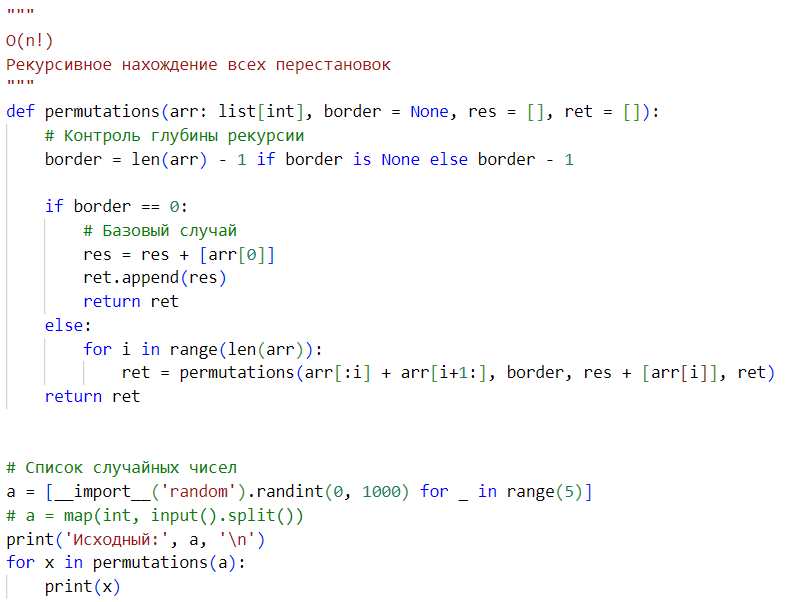 """
O(n!)
Рекурсивное нахождение всех перестановок
"""
def permutations(arr: list[int], border = None, res = [], ret = []):
    # Контроль глубины рекурсии
    border = len(arr) - 1 if border is None else border - 1

    if border == 0:
        # Базовый случай
        res = res + [arr[0]]
        ret.append(res)
        return ret
    else:
        for i in range(len(arr)):
            ret = permutations(arr[:i] + arr[i+1:], border, res + [arr[i]], ret)
    return ret


# Список случайных чисел
a = [__import__('random').randint(0, 1000) for _ in range(5)]
# a = map(int, input().split())
print('Исходный:', a, '\n')
for x in permutations(a):
    print(x)